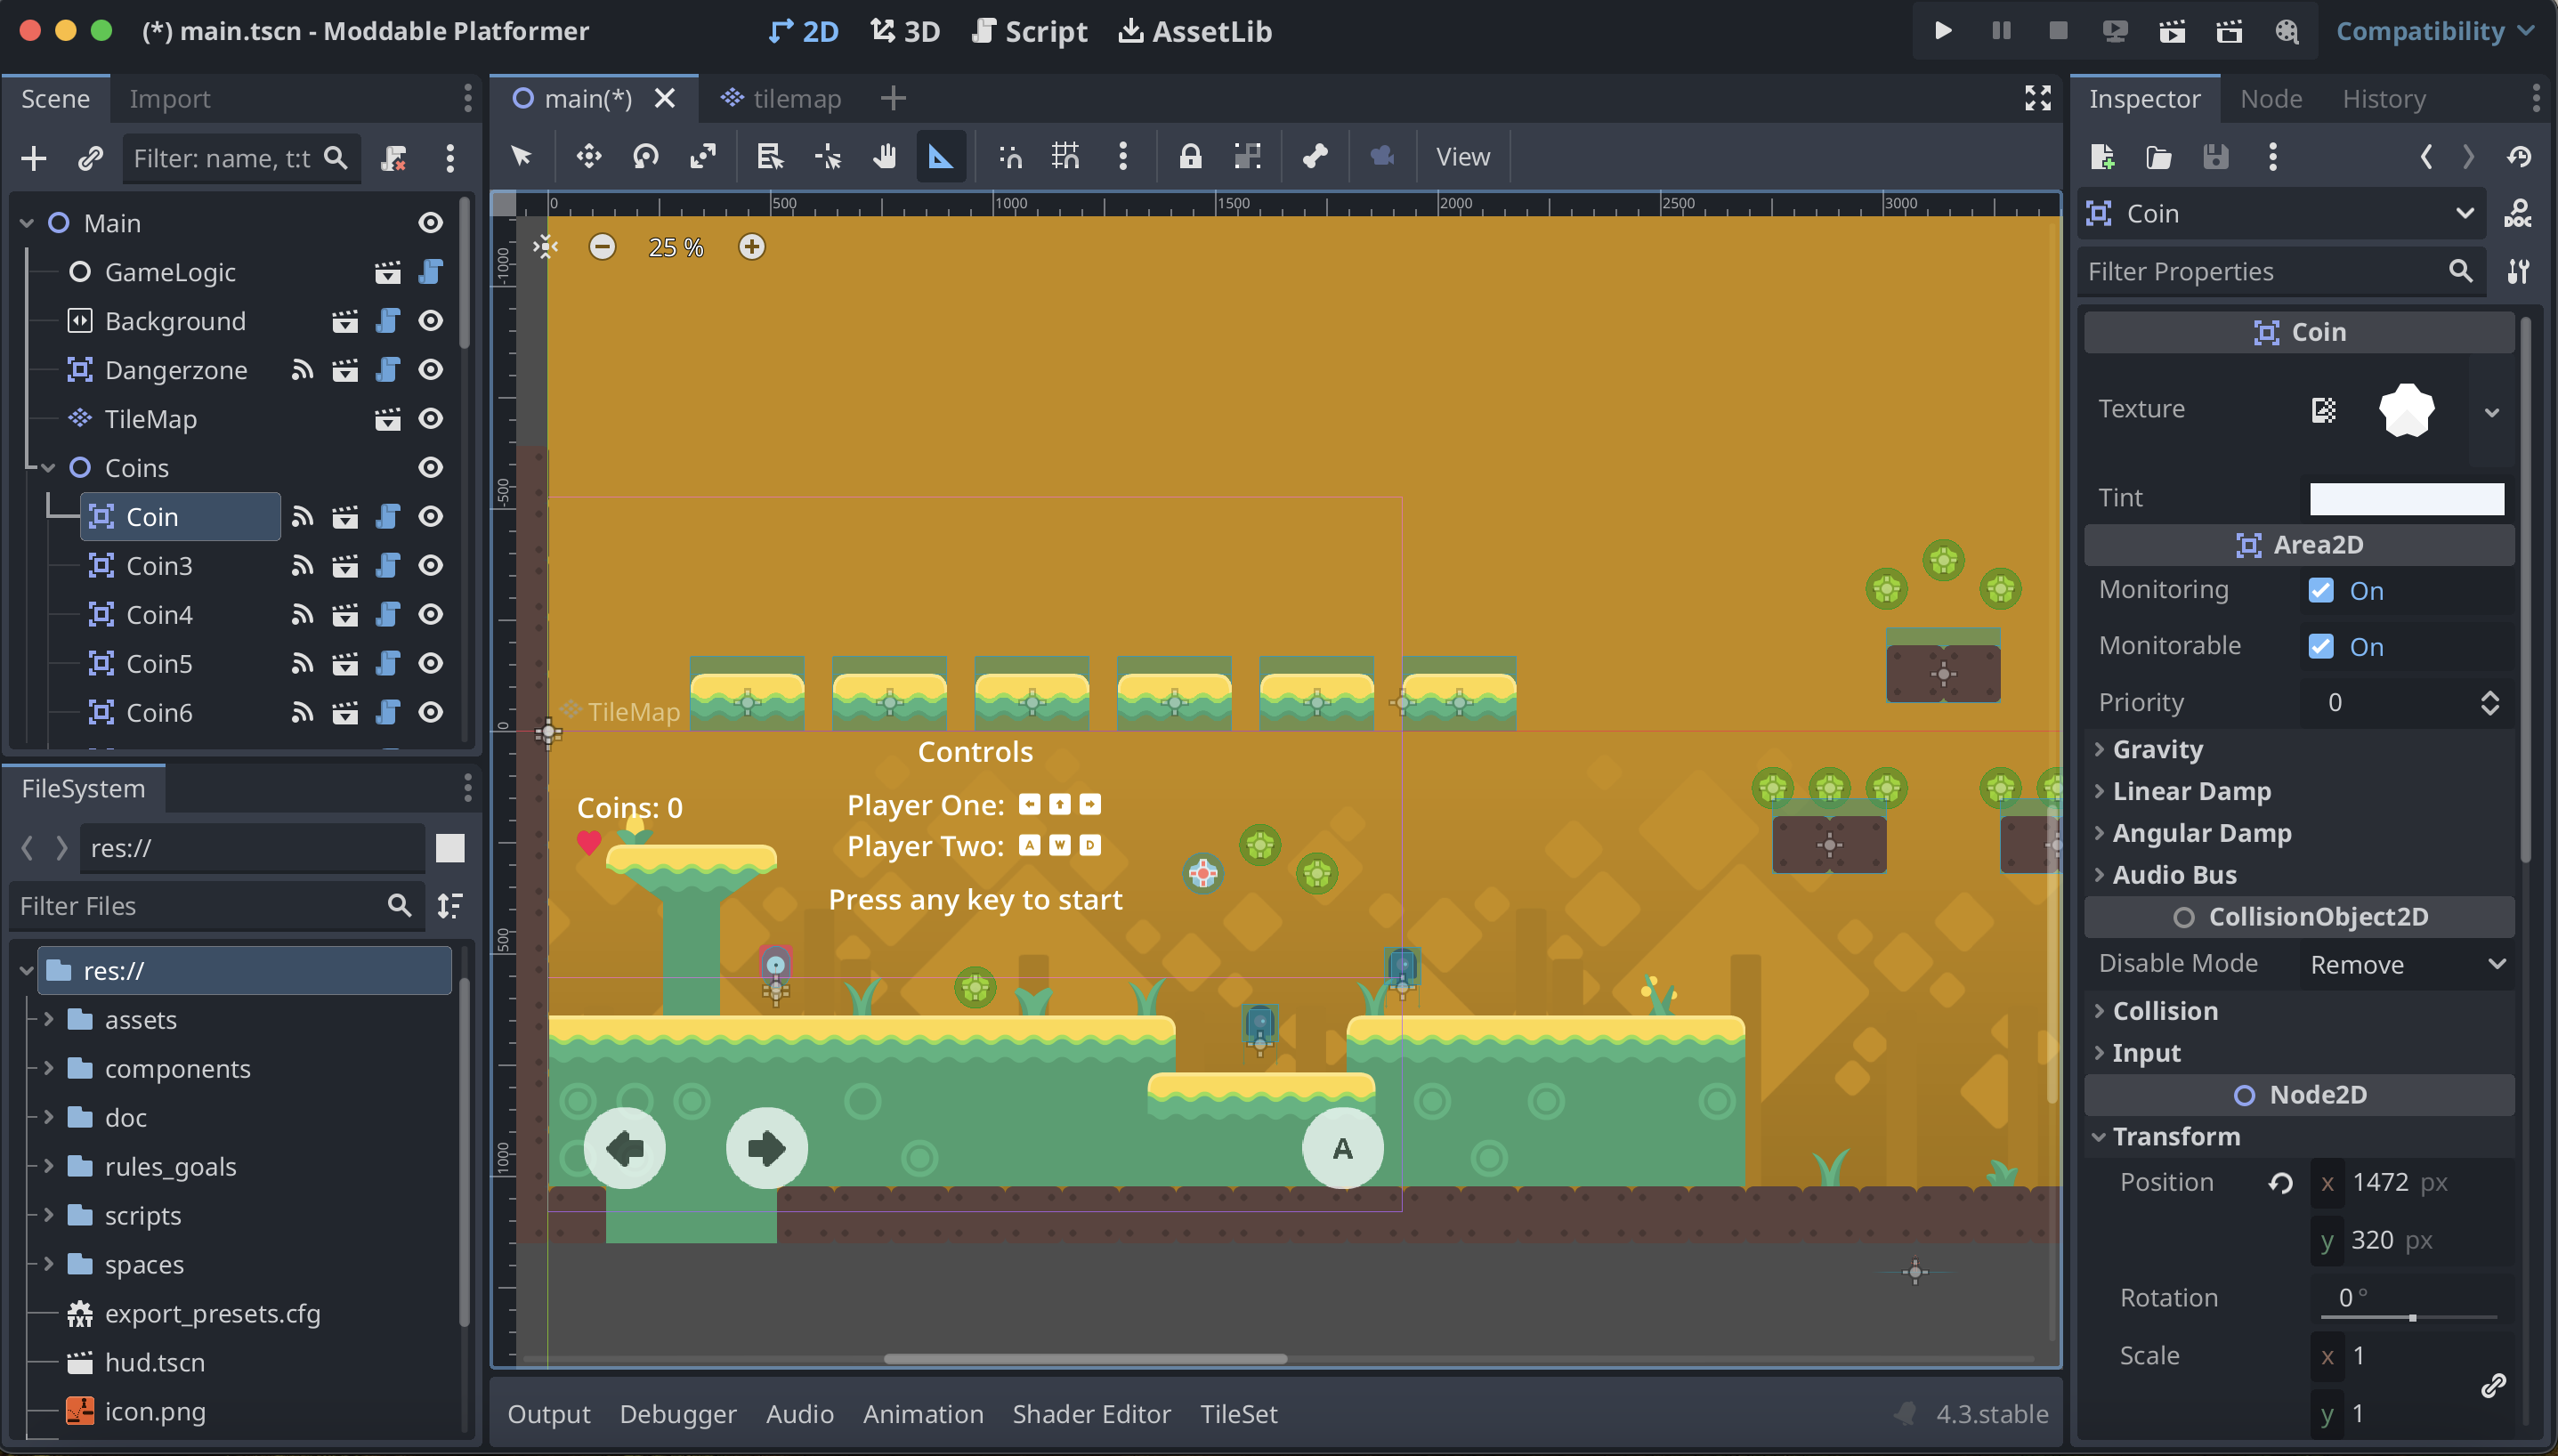 (*) main.tscn - Moddable Platformer
2D
3D
Script
AssetLib
Compatibility
Scene
Import
Filter: name, t:t
Main
GameLogic
Background
Dangerzone
TileMap
Coins
Coin
Coin3
Coin4
Coin5
Coin6
FileSystem
res://
Filter Files
res://
assets
components
doc
rules_goals
scripts
spaces
export_presets.cfg
hud.tscn
icon.png
main(*)
tilemap
View
0
500
1000
1500
2000
2500
3000
-1000
-500
0
500
1000
25 %
TileMap
Controls
Coins: 0
Player One:
Player Two: A W D
Press any key to start
A
Output
Debugger
Audio
Animation
Shader Editor
TileSet
4.3.stable
Inspector
Node
History
Coin
DOC
Filter Properties
Coin
Texture
Tint
Area2D
Monitoring
On
Monitorable
On
Priority
0
Gravity
Linear Damp
Angular Damp
Audio Bus
CollisionObject2D
Disable Mode
Remove
Collision
Input
Node2D
Transform
Position
x 1472 px
y 320 px
Rotation
0 °
Scale
x 1
y 1